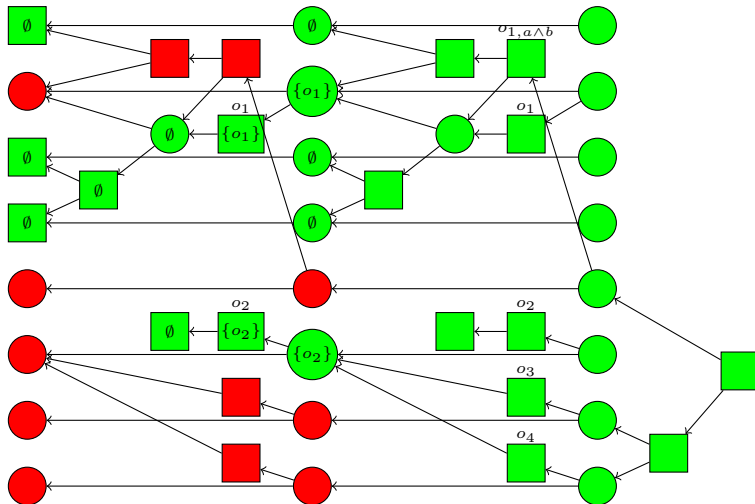 ∅ ∅
o₁,ₐ∧b
{o₁}
o₁ o₁
∅ {o₁}
∅ ∅
∅
∅ ∅
o₂ o₂
∅ {o₂}
{o₂}
o₃
o₄